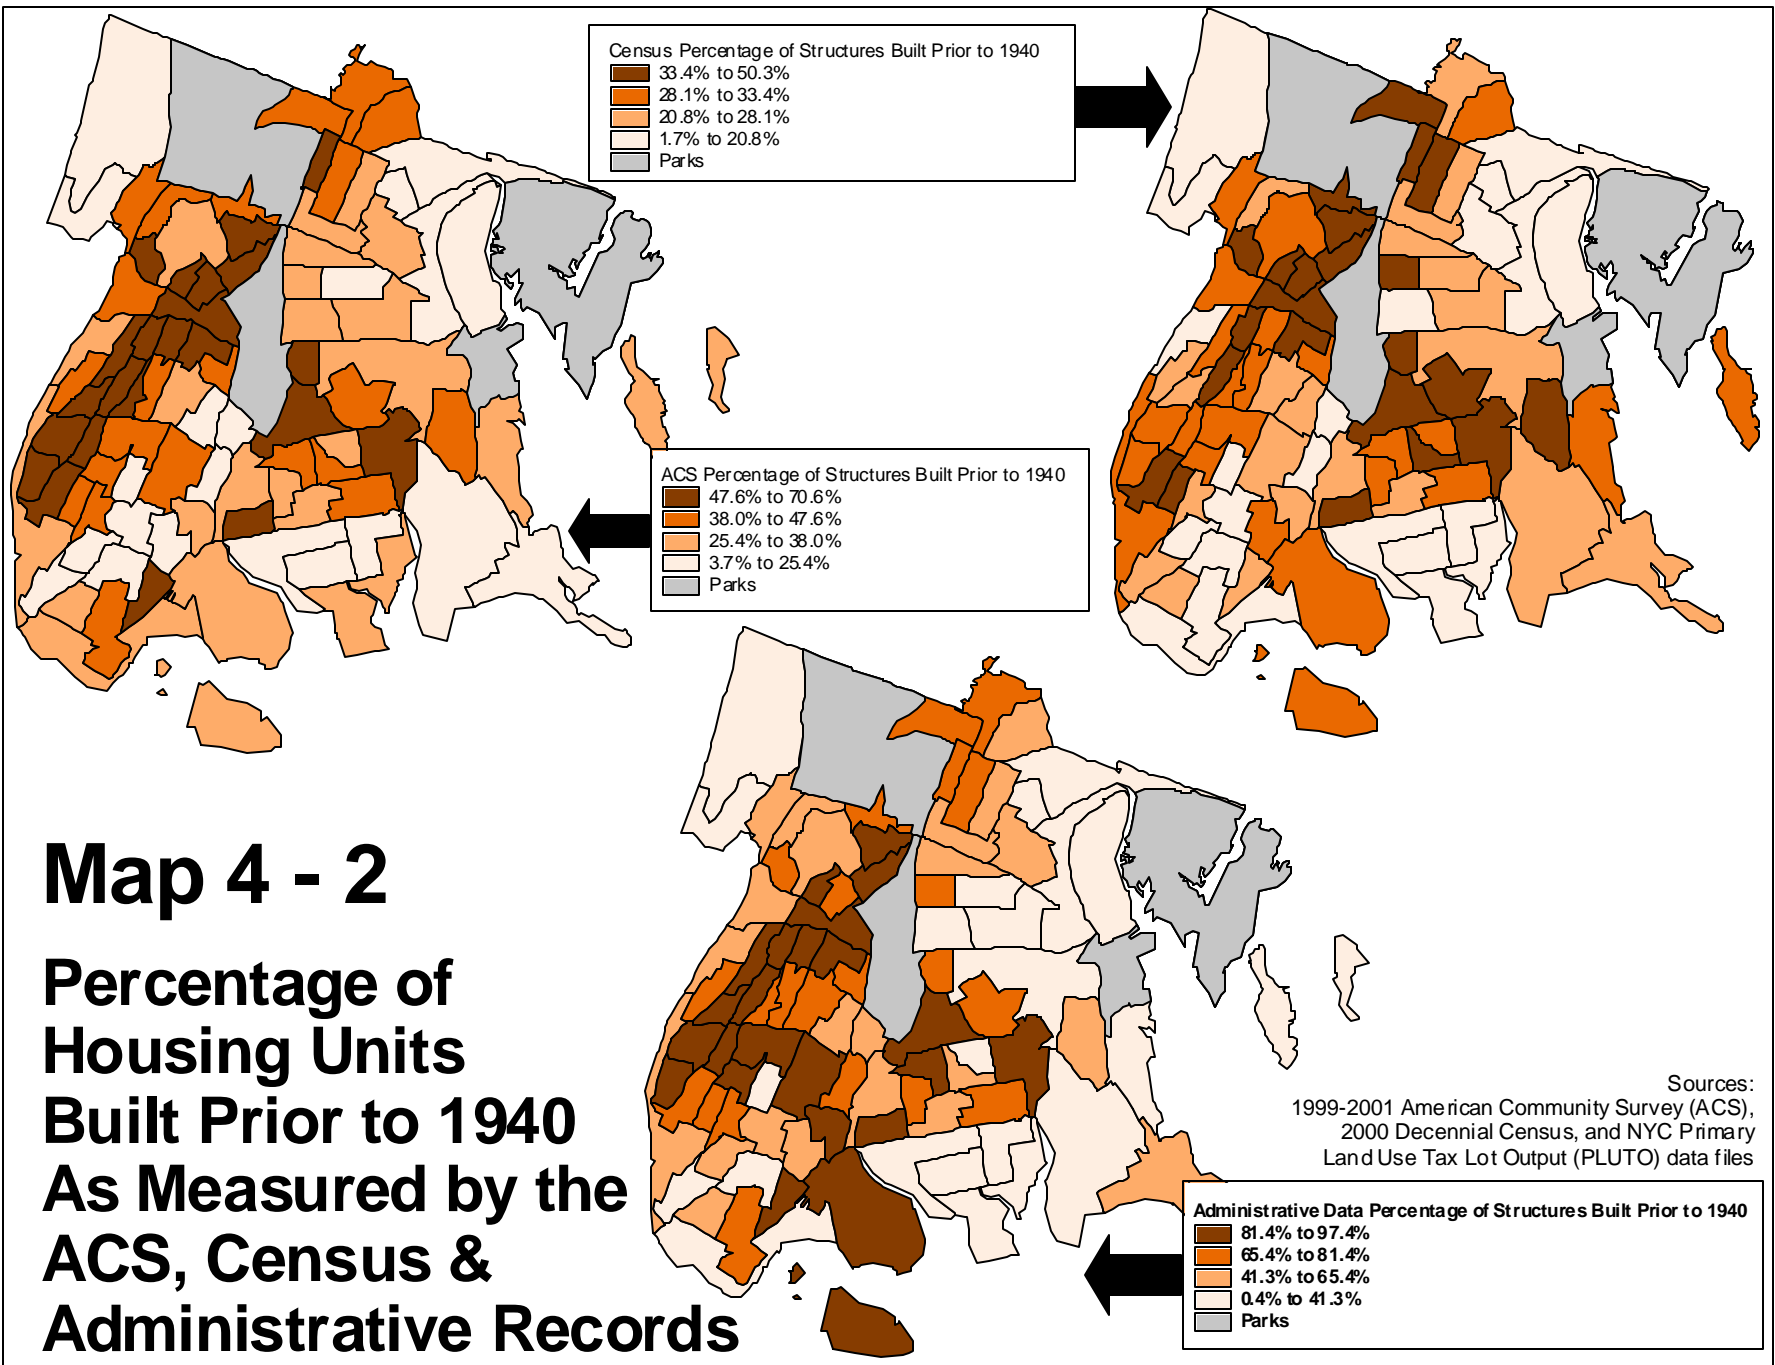 Census Percentage of Structures Built Prior to 1940
33.4% to 50.3%
28.1% to 33.4%
20.8% to 28.1%
1.7% to 20.8%
Parks
ACS Percentage of Structures Built Prior to 1940
47.6% to 70.6%
38.0% to 47.6%
25.4% to 38.0%
3.7% to 25.4%
Parks
Map 4 - 2
Percentage of
Housing Units
Built Prior to 1940
As Measured by the
ACS, Census &
Administrative Records
Sources:
1999-2001 American Community Survey (ACS),
2000 Decennial Census, and NYC Primary
Land Use Tax Lot Output (PLUTO) data files
Administrative Data Percentage of Structures Built Prior to 1940
81.4% to 97.4%
65.4% to 81.4%
41.3% to 65.4%
0.4% to 41.3%
Parks